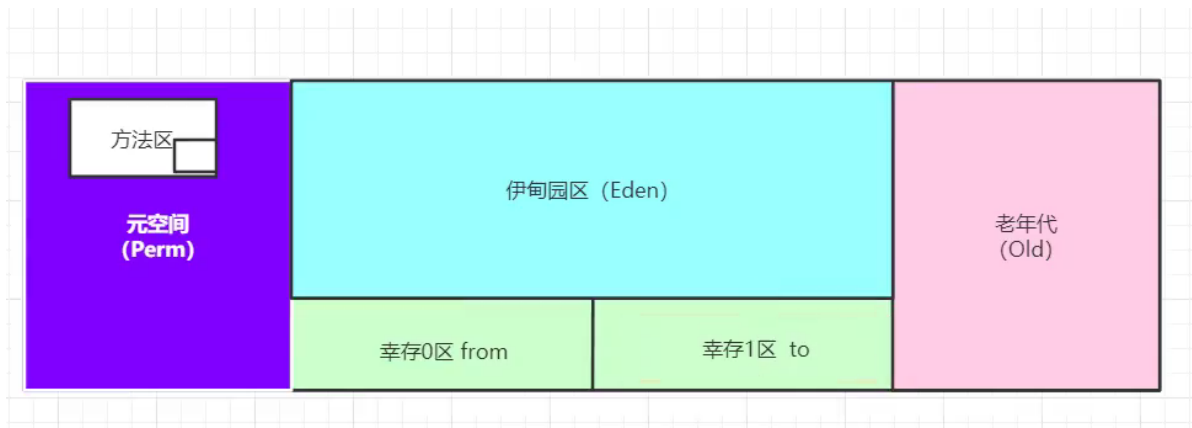 方法区
元空间
（Perm）
伊甸园区（Eden）
幸存0区 from
幸存1区 to
老年代
（Old）